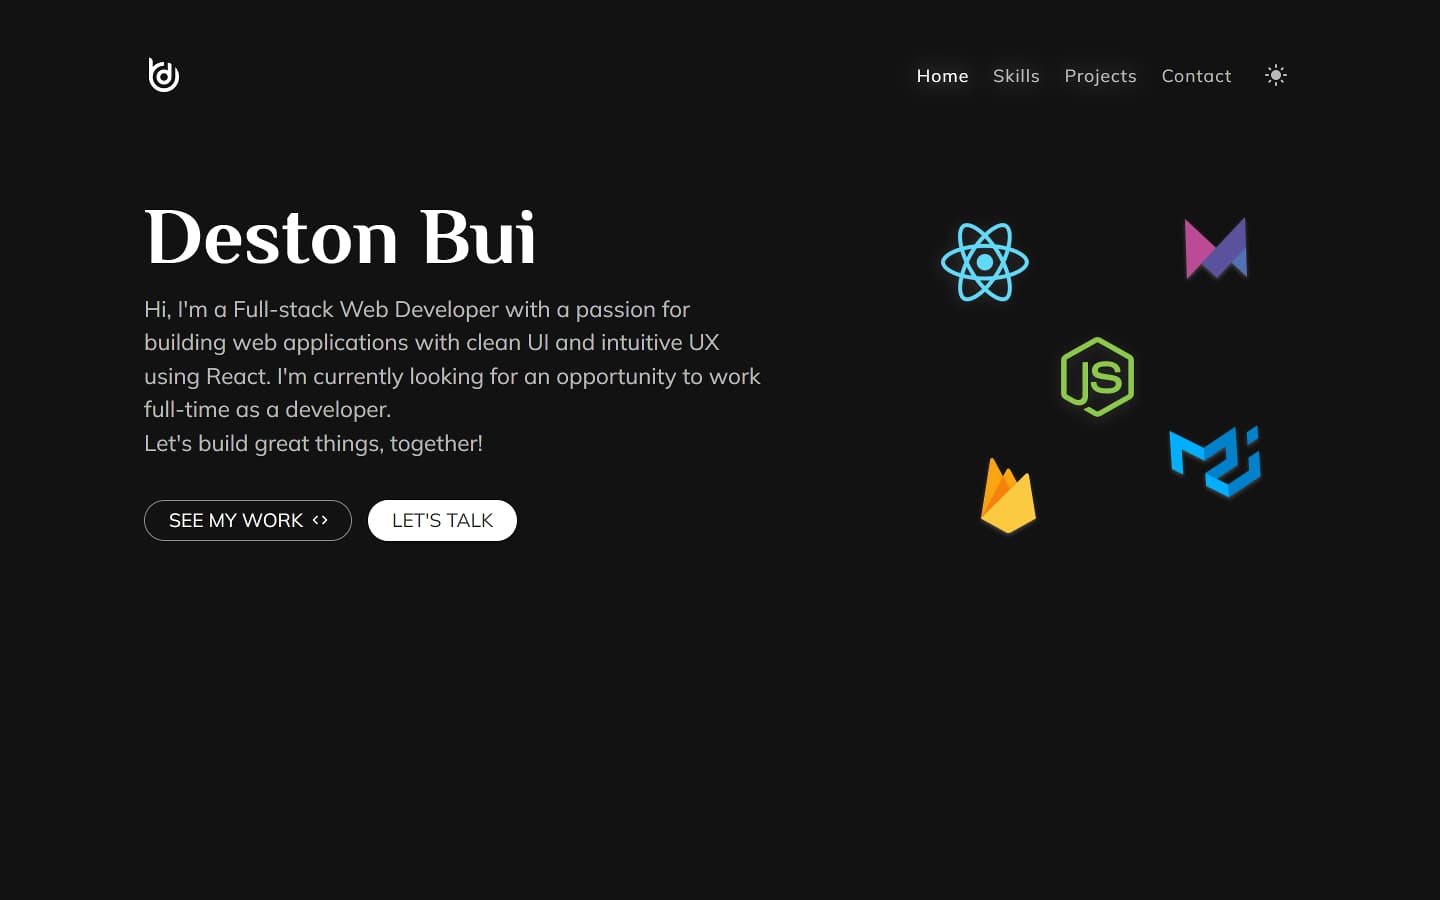 Home Skills Projects Contact
Deston Bui
Hi, I'm a Full-stack Web Developer with a passion for
building web applications with clean UI and intuitive UX
using React. I'm currently looking for an opportunity to work
full-time as a developer.
Let's build great things, together!
SEE MY WORK <> LET'S TALK
JS